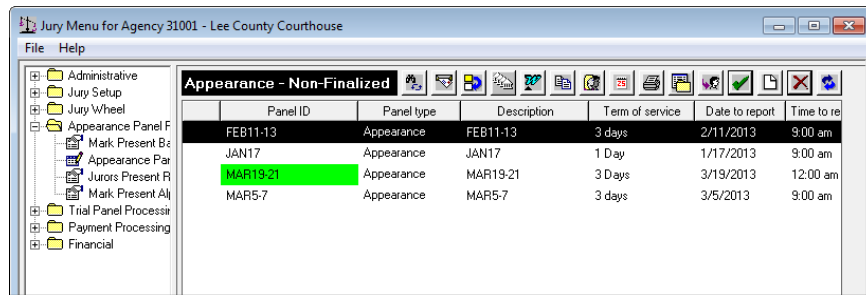 Jury Menu for Agency 31001 - Lee County Courthouse
File Help
Administrative
Jury Setup
Jury Wheel
Appearance Panel P
Mark Present Ba
Appearance Par
Jurors Present R
Mark Present Al
Trial Panel Processin
Payment Processing
Financial
Appearance - Non-Finalized
Panel ID Panel type Description Term of service Date to report Time to re
FEB11-13 Appearance FEB11-13 3 days 2/11/2013 9:00 am
JAN17 Appearance JAN17 1 Day 1/17/2013 9:00 am
MAR19-21 Appearance MAR19-21 3 Days 3/19/2013 12:00 am
MAR5-7 Appearance MAR5-7 3 days 3/5/2013 9:00 am